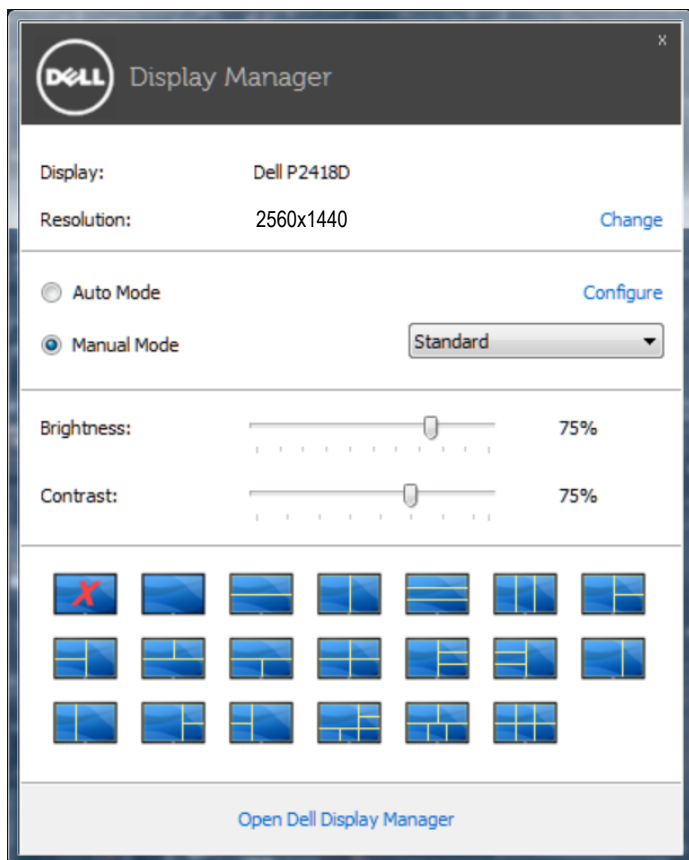 x
DELL Display Manager
Display: Dell P2418D
Resolution: 2560x1440 Change
Auto Mode Configure
Manual Mode Standard
Brightness: 75%
Contrast: 75%
X
Open Dell Display Manager